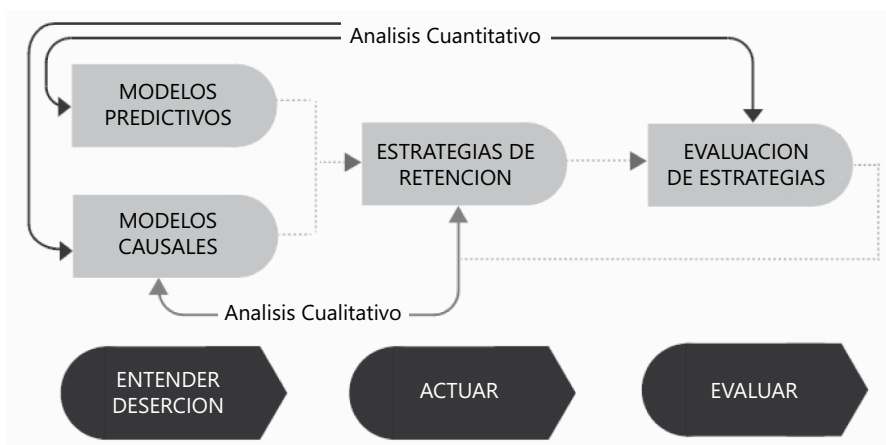 Analisis Cuantitativo
MODELOS
PREDICTIVOS
ESTRATEGIAS DE
RETENCION
EVALUACION
DE ESTRATEGIAS
MODELOS
CAUSALES
Analisis Cualitativo
ENTENDER
DESERCION
ACTUAR
EVALUAR